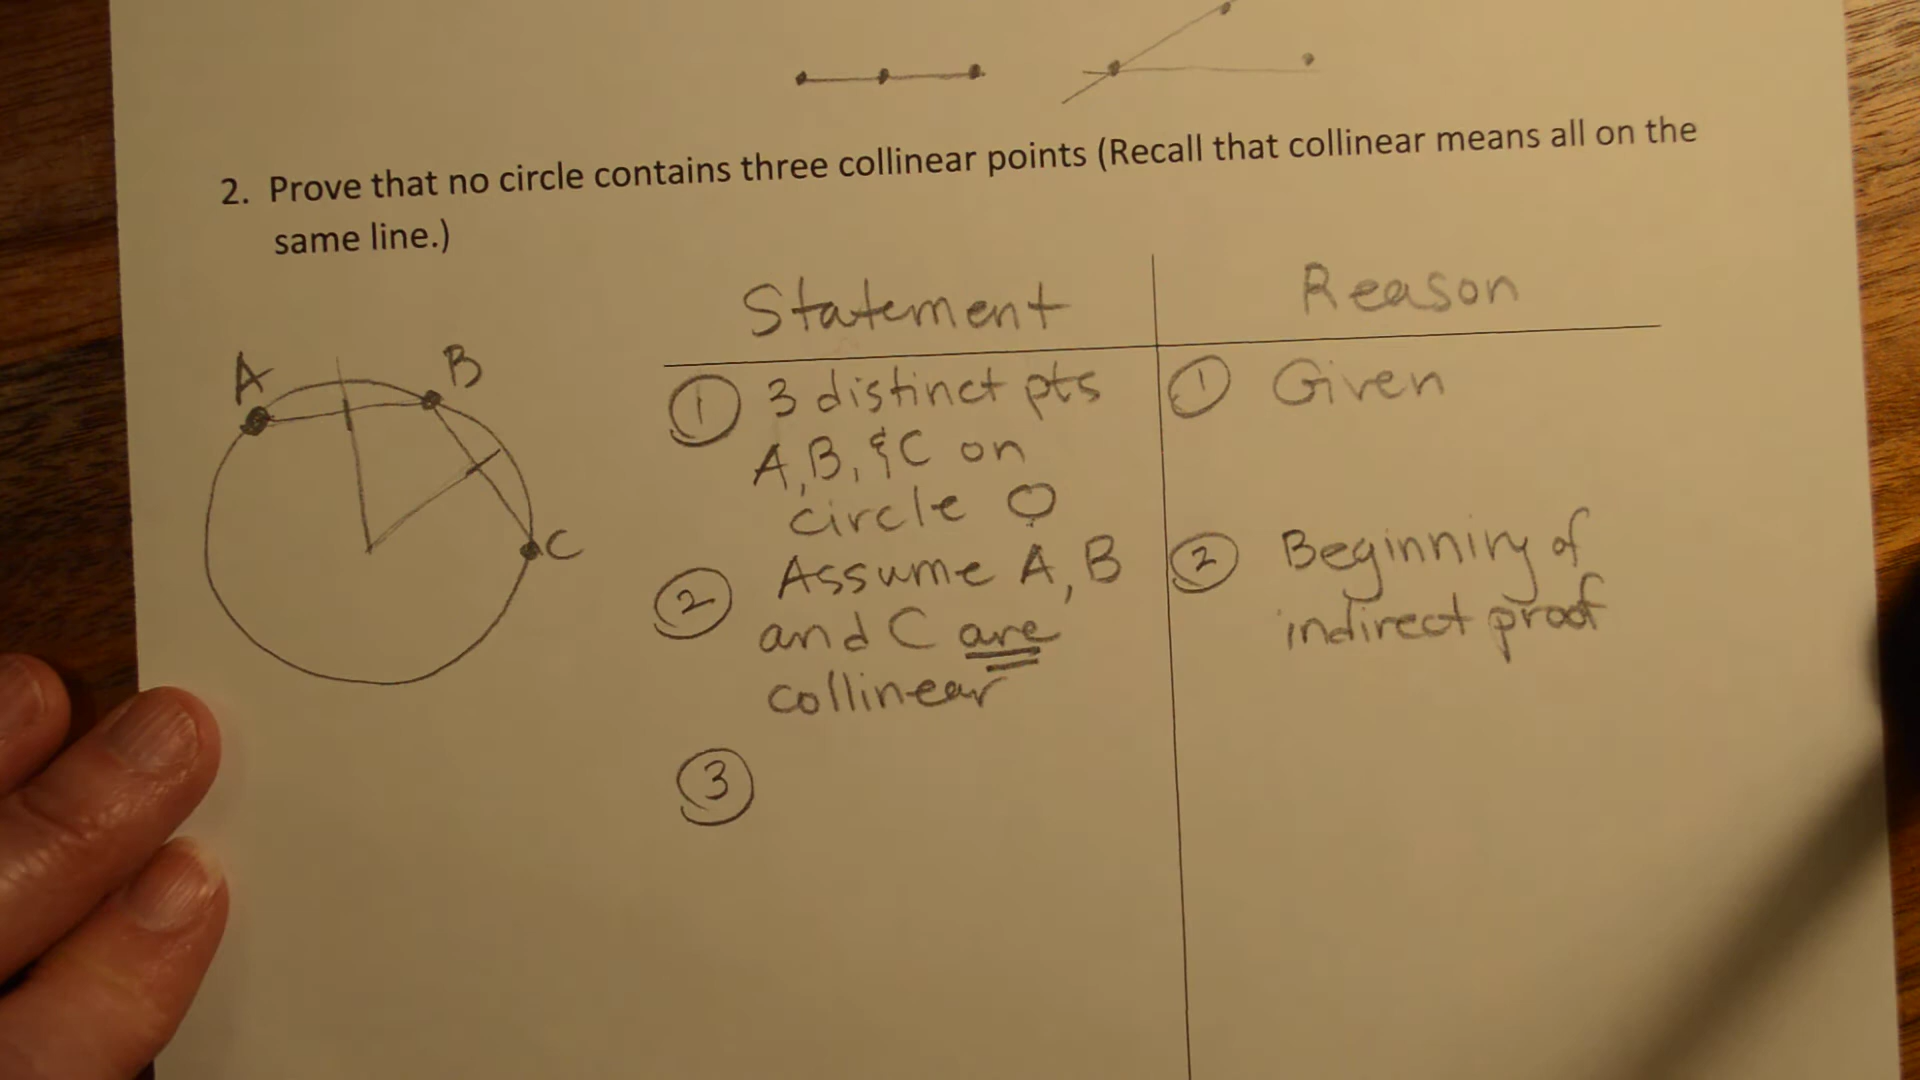 2. Prove that no circle contains three collinear points (Recall that collinear means all on the
same line.)
Statement
Reason
① 3 distinct pts
A, B, & C on
circle O
① Given
② Assume A, B
and C are
collinear
② Beginning of
indirect proof
③
A
B
C